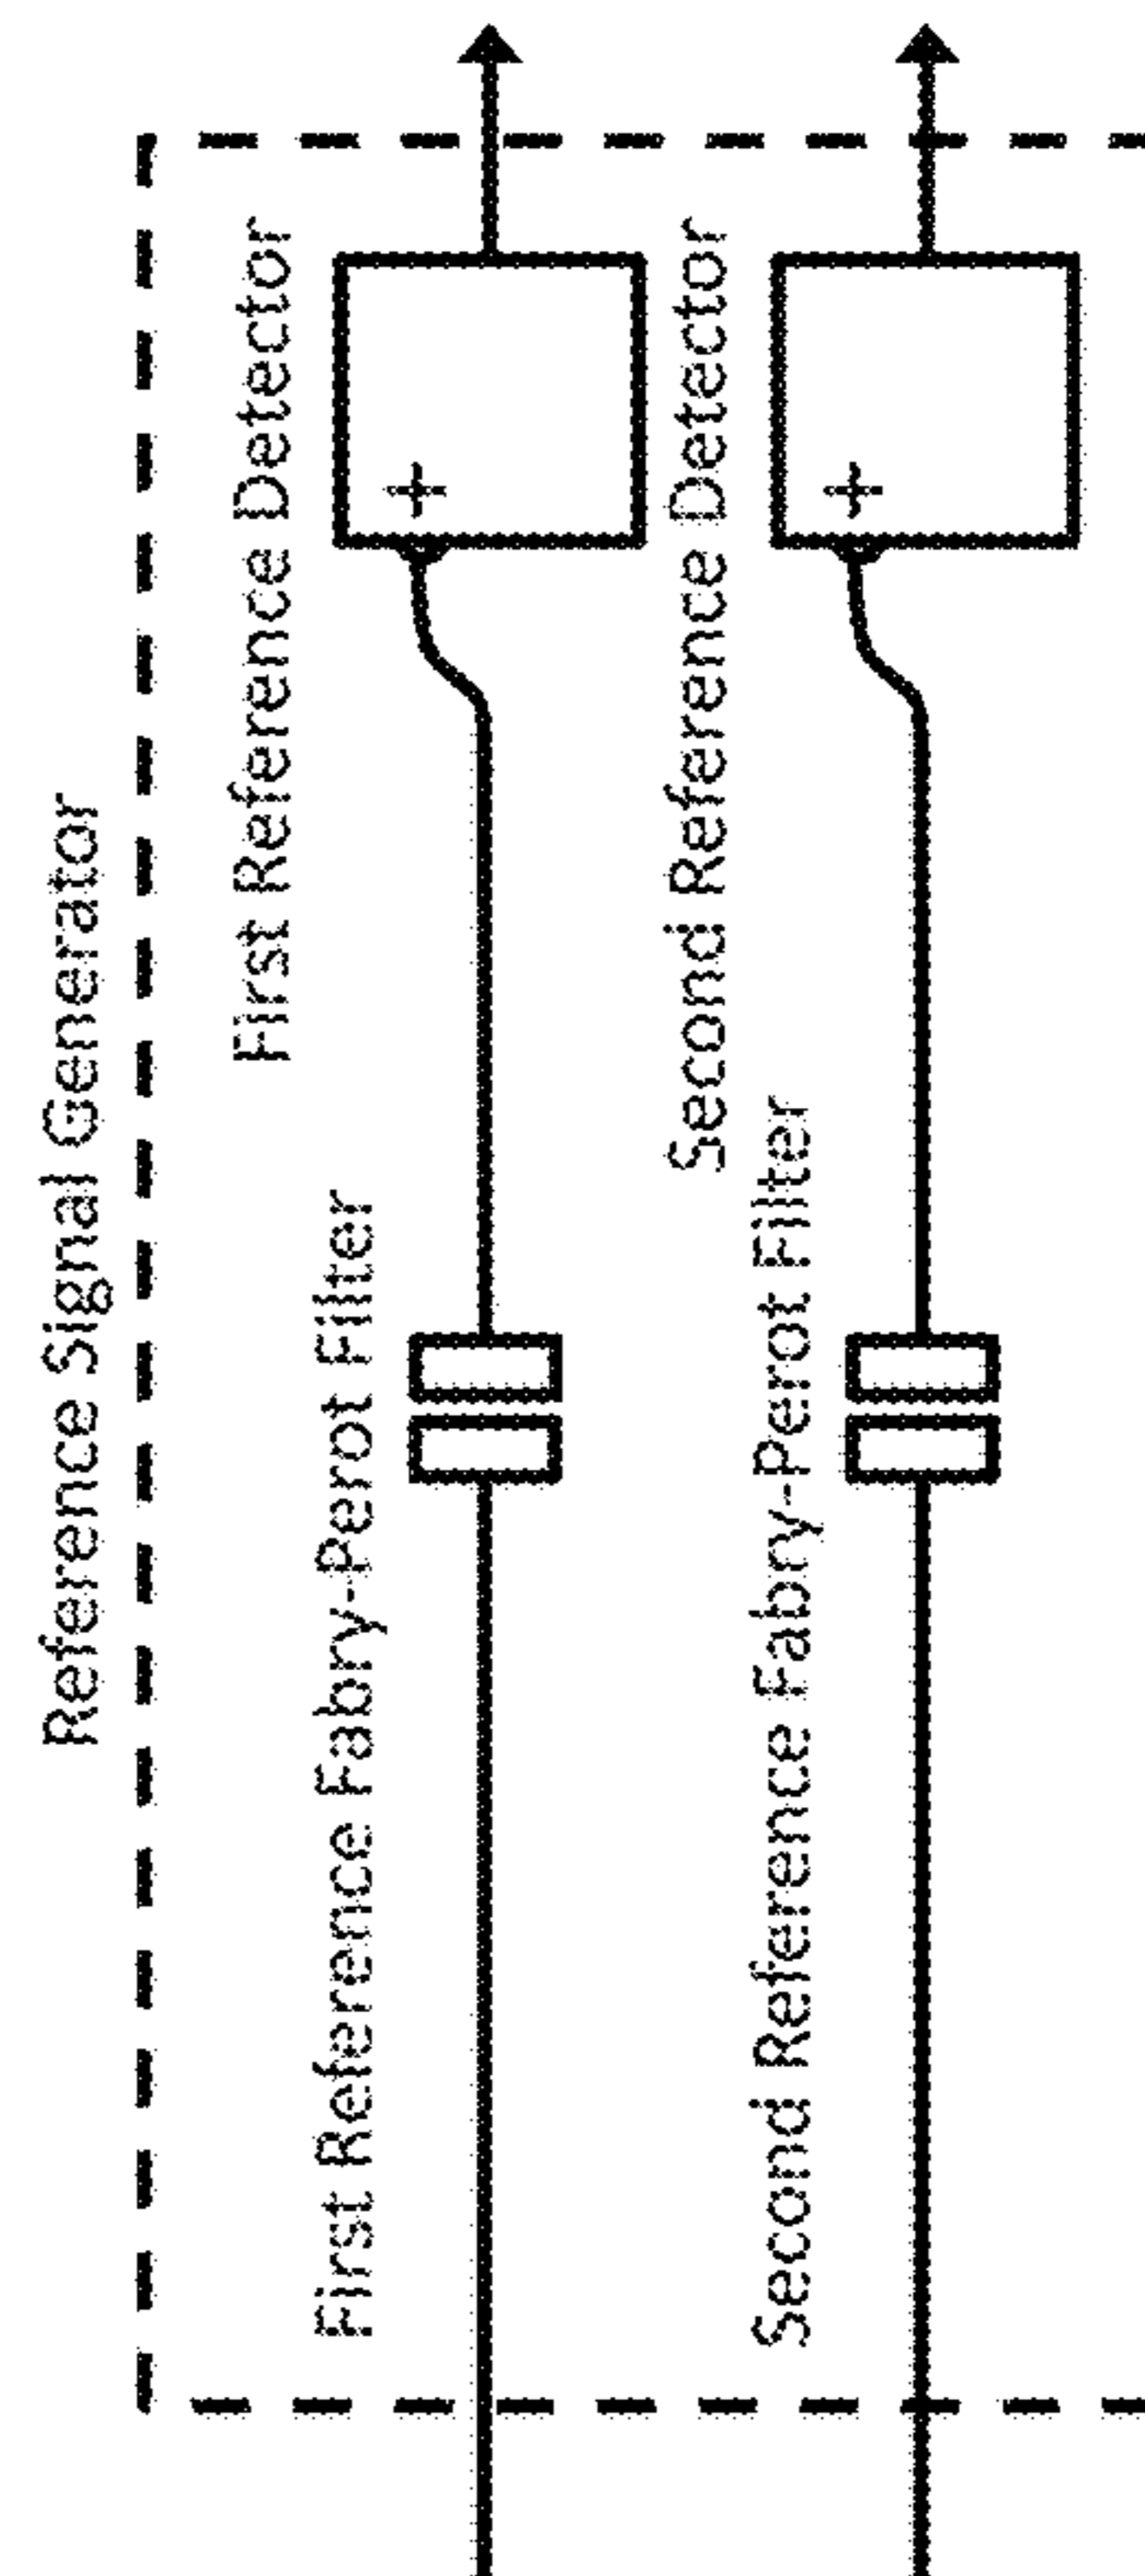 Reference Signal Generator
First Reference Detector
+
First Reference Fabry-Perot Filter
Second Reference Detector
+
Second Reference Fabry-Perot Filter